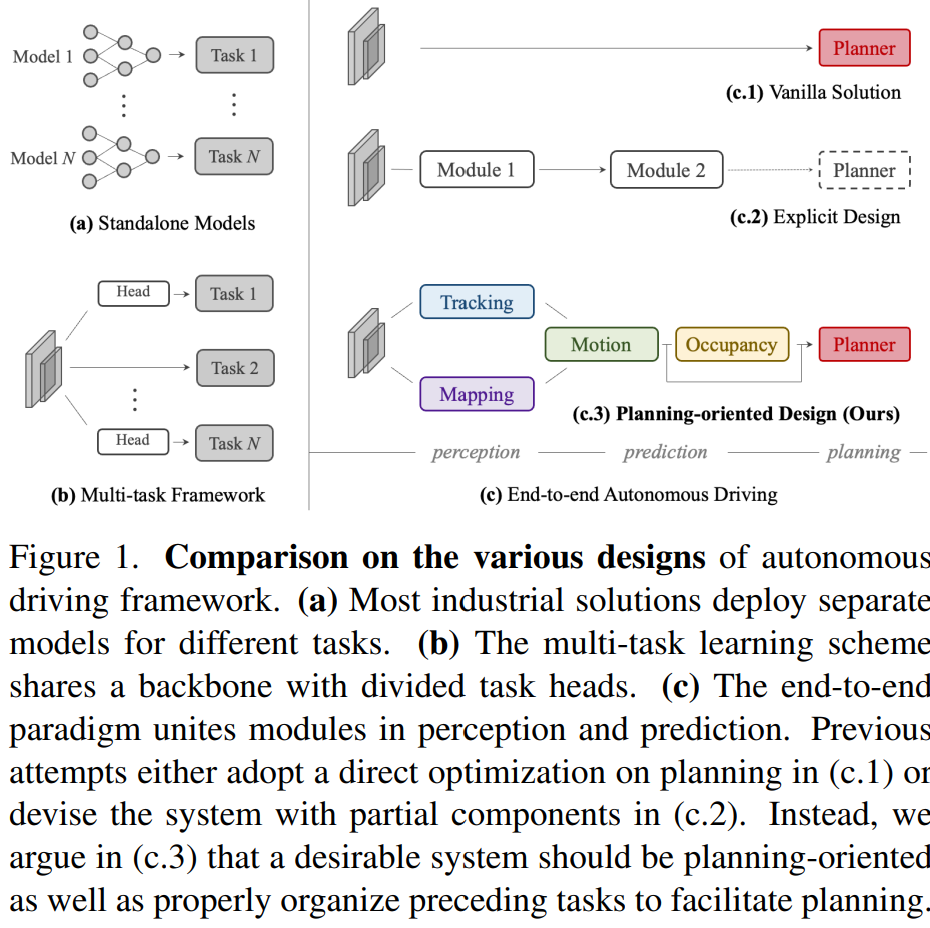 Model 1
Task 1
Model N
Task N
(a) Standalone Models
Head
Task 1
Task 2
Head
Task N
(b) Multi-task Framework
Planner
(c.1) Vanilla Solution
Module 1
Module 2
Planner
(c.2) Explicit Design
Tracking
Motion
Occupancy
Planner
Mapping
(c.3) Planning-oriented Design (Ours)
perception
prediction
planning
(c) End-to-end Autonomous Driving
Figure 1. Comparison on the various designs of autonomous
driving framework. (a) Most industrial solutions deploy separate
models for different tasks. (b) The multi-task learning scheme
shares a backbone with divided task heads. (c) The end-to-end
paradigm unites modules in perception and prediction. Previous
attempts either adopt a direct optimization on planning in (c.1) or
devise the system with partial components in (c.2). Instead, we
argue in (c.3) that a desirable system should be planning-oriented
as well as properly organize preceding tasks to facilitate planning.